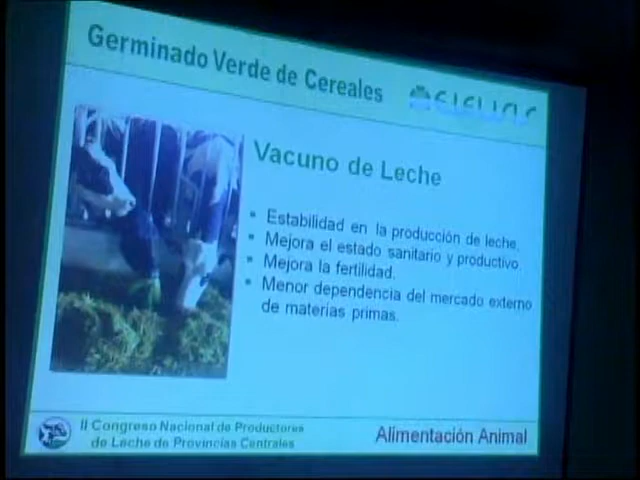 Germinado Verde de Cereales
Vacuno de Leche
• Estabilidad en la producción de leche.
• Mejora el estado sanitario y productivo
• Mejora la fertilidad.
• Menor dependencia del mercado externo
de materias primas.
II Congreso Nacional de Productores
de Leche de Provincias Centrales
Alimentación Animal